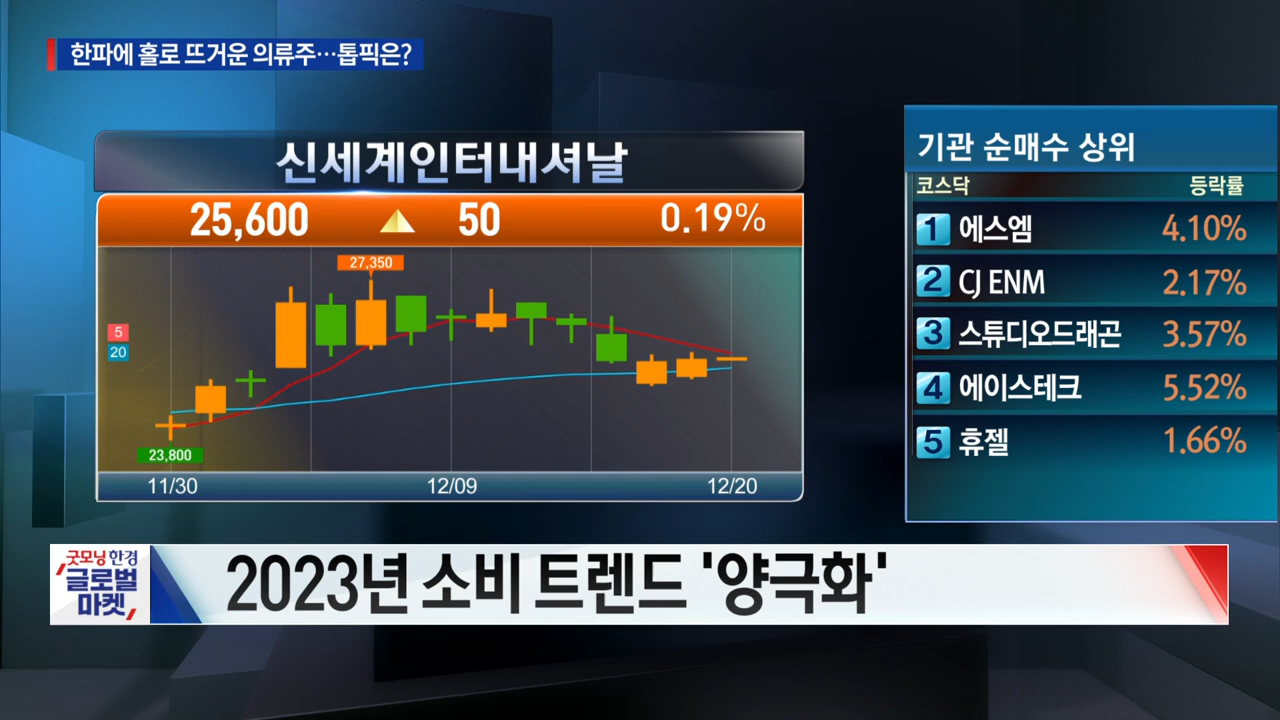 한파에 홀로 뜨거운 의류주…톱픽은?
신세계인터내셔날
25,600 ▲ 50 0.19%
27,350
5
20
23,800
11/30 12/09 12/20
기관 순매수 상위
코스닥 등락률
1 에스엠 4.10%
2 CJ ENM 2.17%
3 스튜디오드래곤 3.57%
4 에이스테크 5.52%
5 휴젤 1.66%
굿모닝 한경
글로벌
마켓
2023년 소비 트렌드 '양극화'